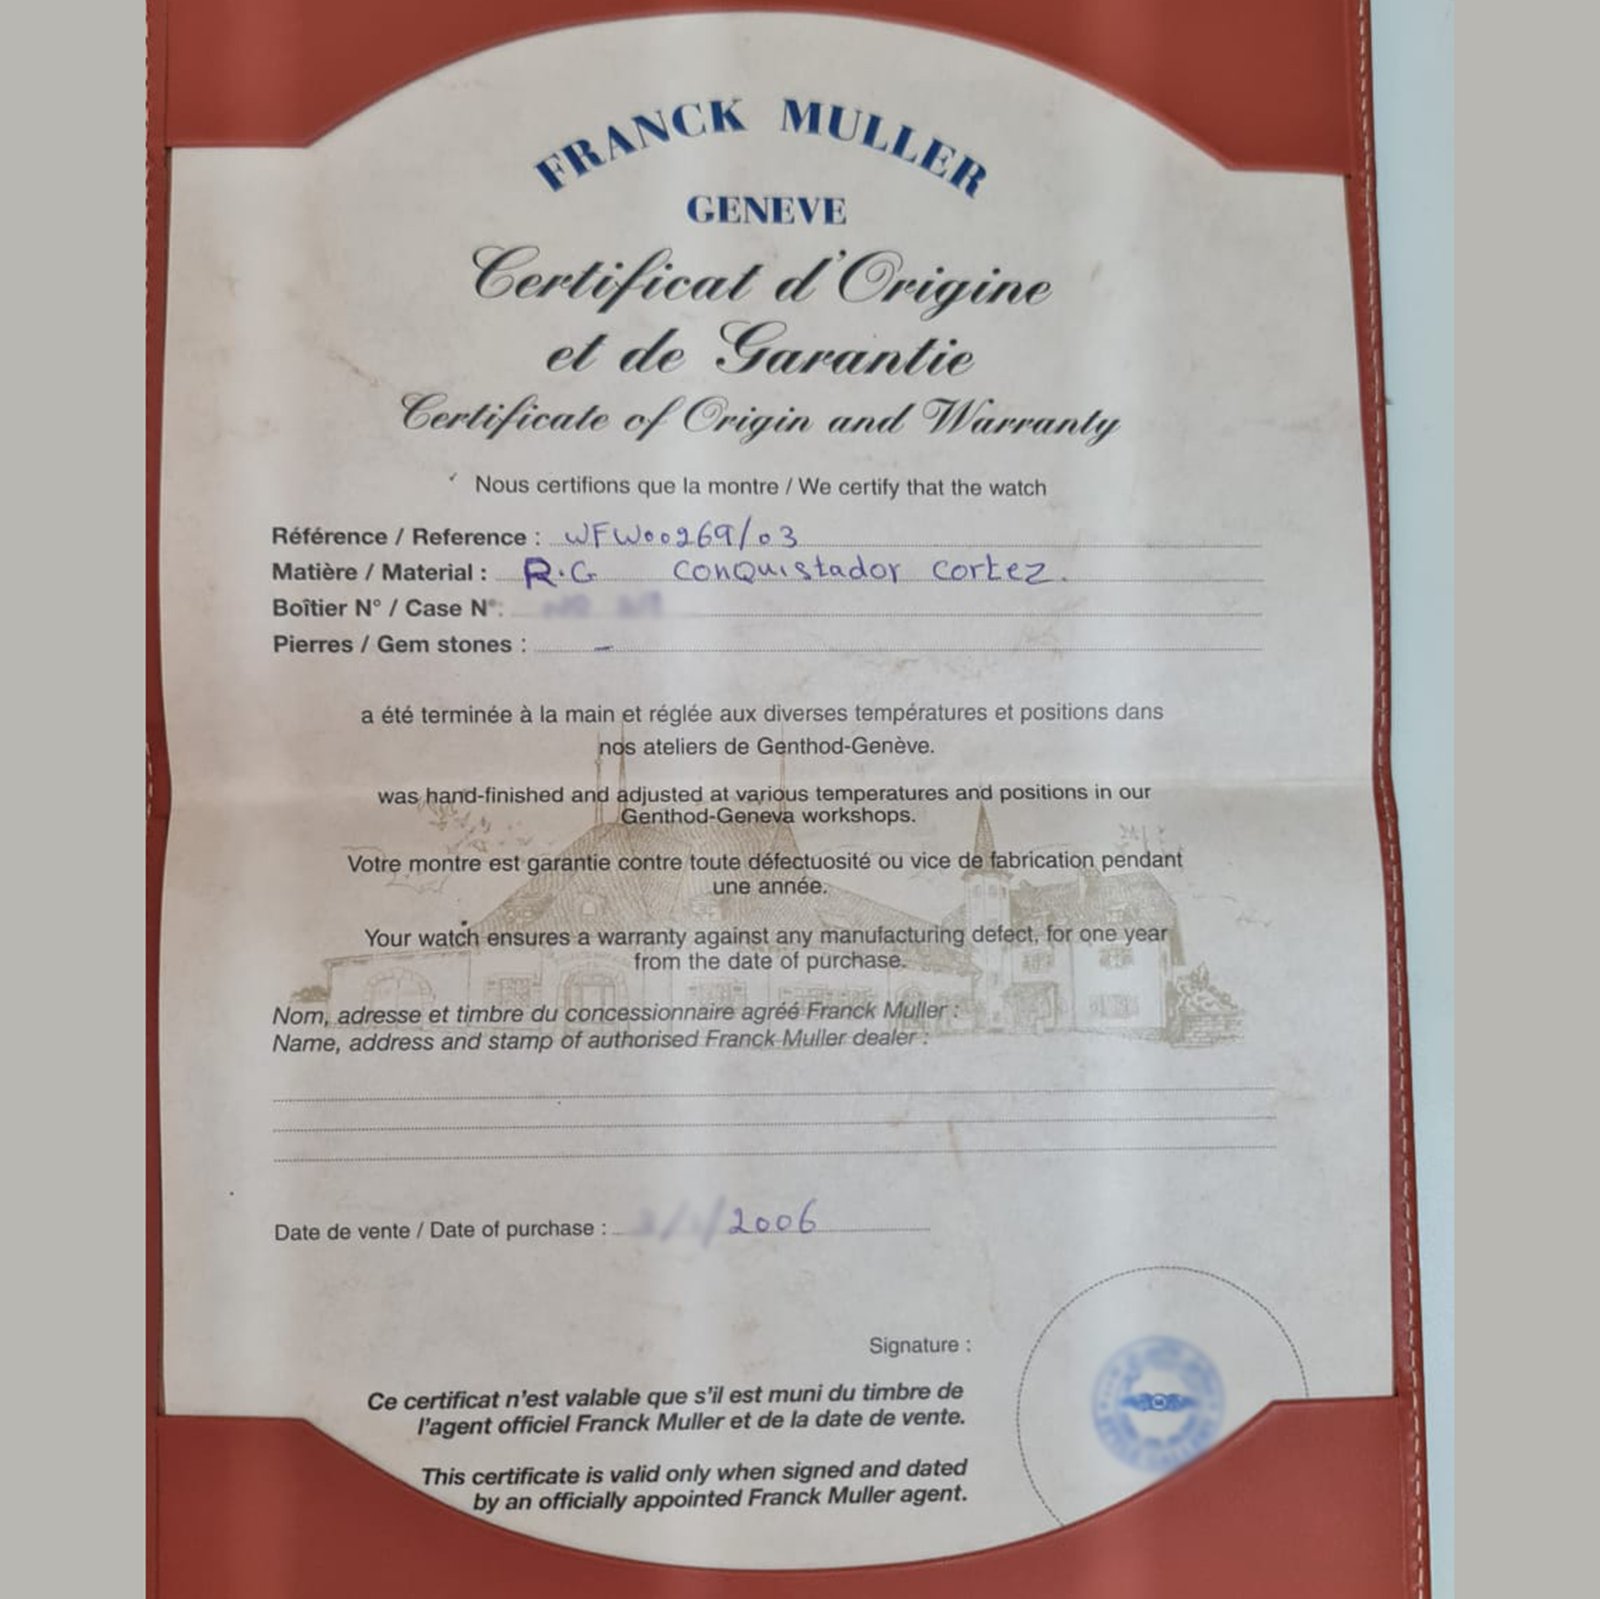 FRANCK MULLER
GENEVE
Certificat d'Origine
et de Garantie
Certificate of Origin and Warranty
Nous certifions que la montre / We certify that the watch
Référence / Reference : WFW00269/03
Matière / Material : R.G Conquistador Cortez.
Boîtier N° / Case N°:
Pierres / Gem stones : –
a été terminée à la main et réglée aux diverses températures et positions dans
nos ateliers de Genthod-Genève.
was hand-finished and adjusted at various temperatures and positions in our
Genthod-Geneva workshops.
Votre montre est garantie contre toute défectuosité ou vice de fabrication pendant
une année.
Your watch ensures a warranty against any manufacturing defect, for one year
from the date of purchase.
Nom, adresse et timbre du concessionnaire agréé Franck Muller :
Name, address and stamp of authorised Franck Muller dealer :
Date de vente / Date of purchase : /2006
Signature :
Ce certificat n'est valable que s'il est muni du timbre de
l'agent officiel Franck Muller et de la date de vente.
This certificate is valid only when signed and dated
by an officially appointed Franck Muller agent.